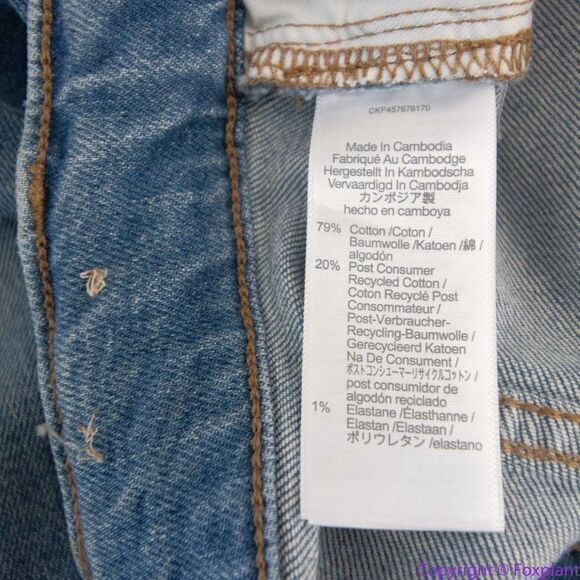 CKP457676170
Made In Cambodia
Fabriqué Au Cambodge
Hergestellt In Kambodscha
Vervaardigd In Cambodja
カンボジア製
hecho en camboya
79% Cotton /Coton /
Baumwolle /Katoen /綿 /
algodón
20% Post Consumer
Recycled Cotton /
Coton Recyclé Post
Consommateur /
Post-Verbraucher-
Recycling-Baumwolle /
Gerecycleerd Katoen
Na De Consument /
ポストコンシューマーリサイクルコットン /
post consumidor de
algodón reciclado
1% Elastane /Élasthanne /
Elastan /Elastaan /
ポリウレタン /elastano
Copyright © Foxpiant